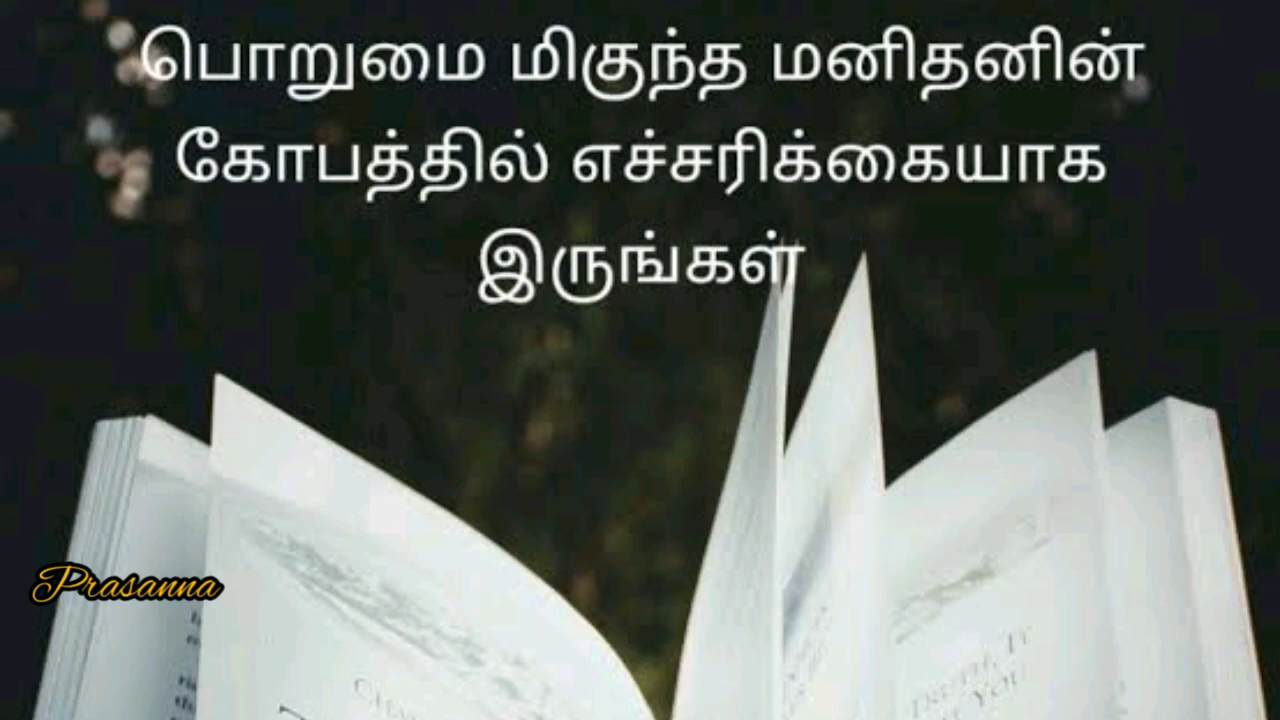 பொறுமை மிகுந்த மனிதனின்
கோபத்தில் எச்சரிக்கையாக
இருங்கள்
Prasanna